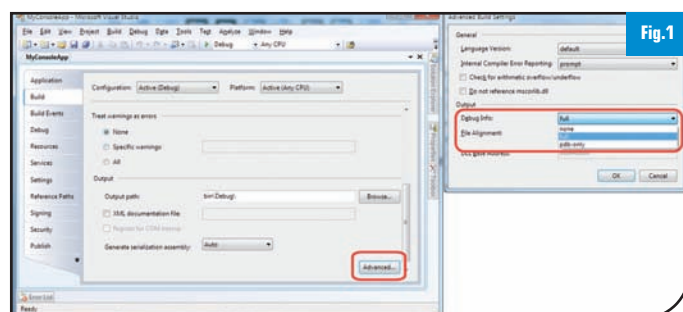 MyConsoleApp - Microsoft Visual Studio
File Edit View Project Build Debug Data Tools Test Analyze Window Help
Debug Any CPU
MyConsoleApp
Application
Build
Build Events
Debug
Resources
Services
Settings
Reference Paths
Signing
Security
Publish
Configuration: Active (Debug) Platform: Active (Any CPU)
Treat warnings as errors
None
Specific warnings:
All
Output
Output path: bin\Debug\ Browse...
XML documentation file:
Register for COM interop
Generate serialization assembly: Auto
Advanced...
Properties
Toolbox
Error List
Ready
Advanced Build Settings
General
Language Version: default
Internal Compiler Error Reporting: prompt
Check for arithmetic overflow/underflow
Do not reference mscorlib.dll
Output
Debug Info: full
none
full
pdb-only
File Alignment:
DLL Base Address:
OK Cancel
Fig.1